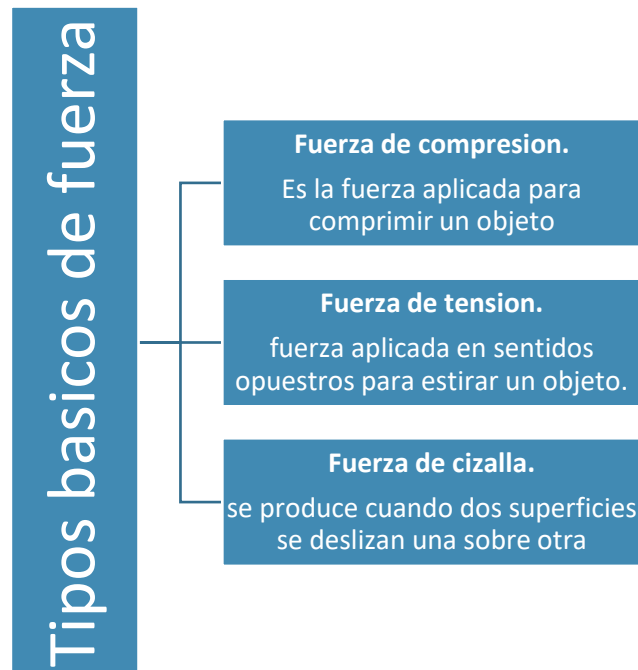 Tipos basicos de fuerza
Fuerza de compresion.
Es la fuerza aplicada para
comprimir un objeto
Fuerza de tension.
fuerza aplicada en sentidos
opuestros para estirar un objeto.
Fuerza de cizalla.
se produce cuando dos superficies
se deslizan una sobre otra